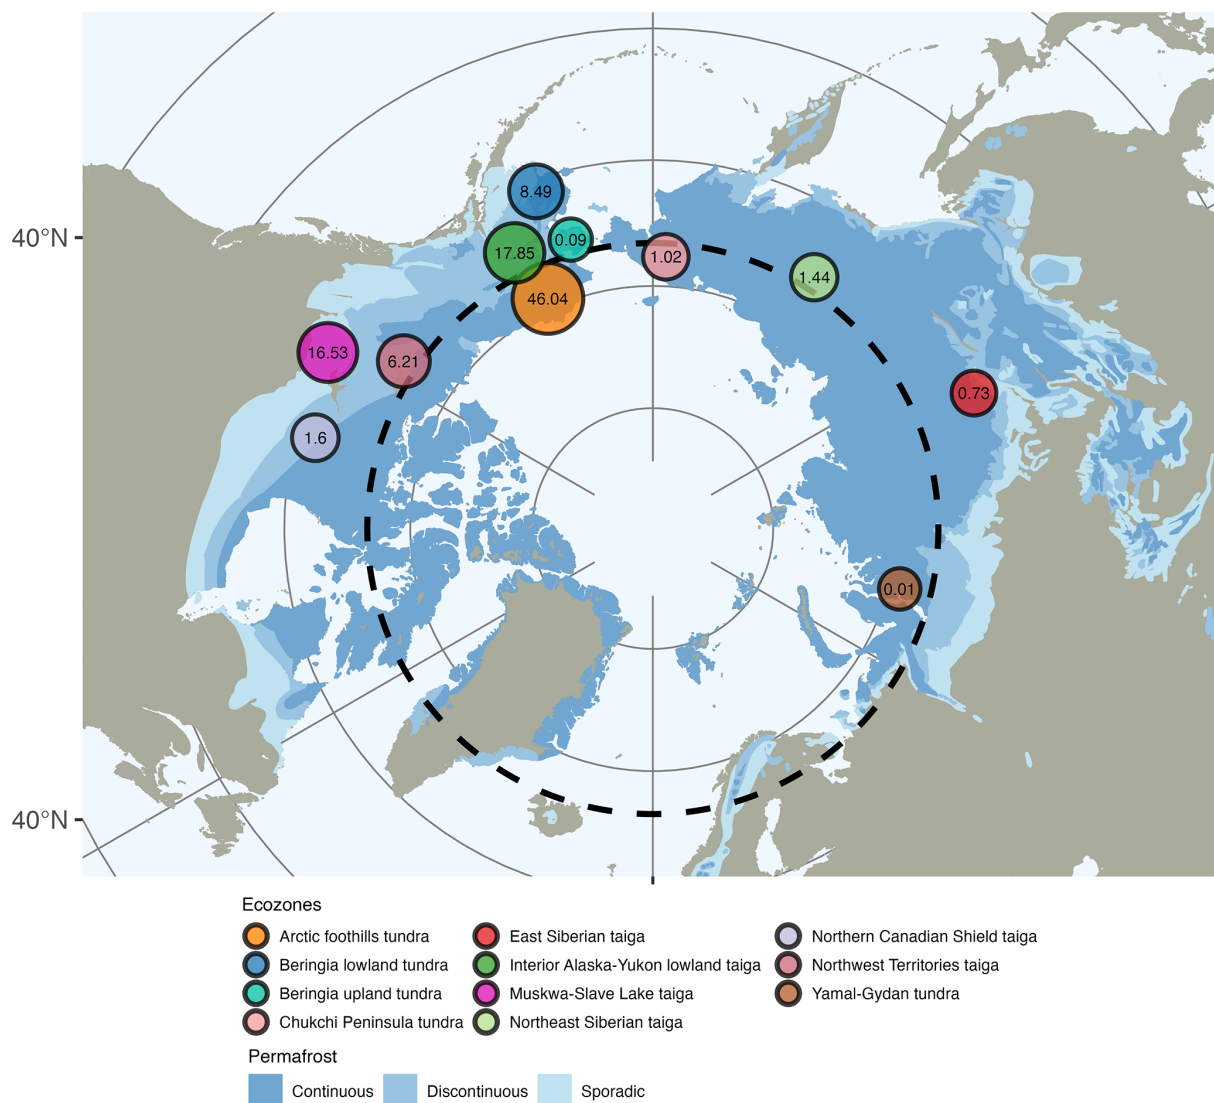 8.49
40°N
0.09
17.85
1.02
1.44
46.04
16.53
6.21
0.73
1.6
0.01
40°N
Ecozones
Arctic foothills tundra
East Siberian taiga
Northern Canadian Shield taiga
Beringia lowland tundra
Interior Alaska-Yukon lowland taiga
Northwest Territories taiga
Beringia upland tundra
Muskwa-Slave Lake taiga
Yamal-Gydan tundra
Chukchi Peninsula tundra
Northeast Siberian taiga
Permafrost
Continuous
Discontinuous
Sporadic